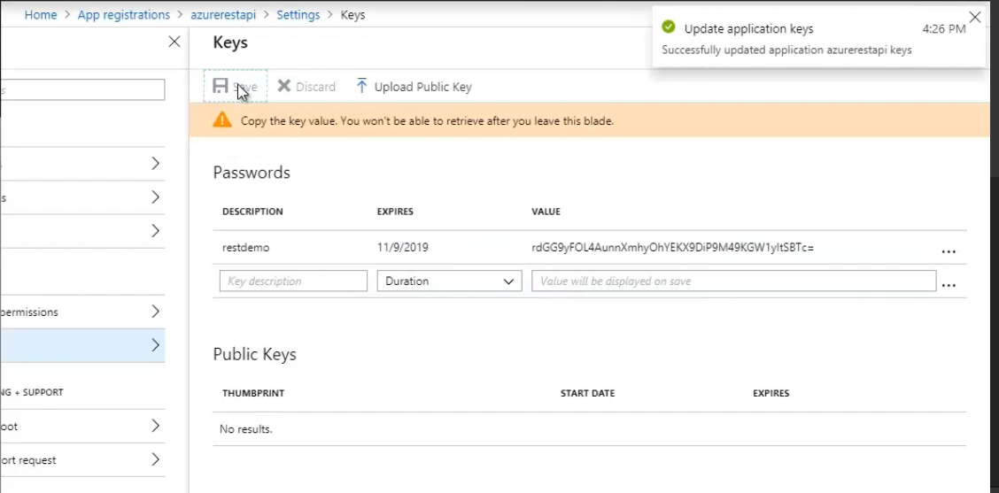 Home > App registrations > azurerestapi > Settings > Keys
Update application keys 4:26 PM
Successfully updated application azurerestapi keys
Keys
Save Discard Upload Public Key
Copy the key value. You won't be able to retrieve after you leave this blade.
Passwords
DESCRIPTION EXPIRES VALUE
restdemo 11/9/2019 rdGG9yFOL4AunnXmhyOhYEKX9DiP9M49KGW1yItSBTc=
Key description Duration Value will be displayed on save
permissions
Public Keys
NG + SUPPORT
THUMBPRINT START DATE EXPIRES
oot
No results.
ort request